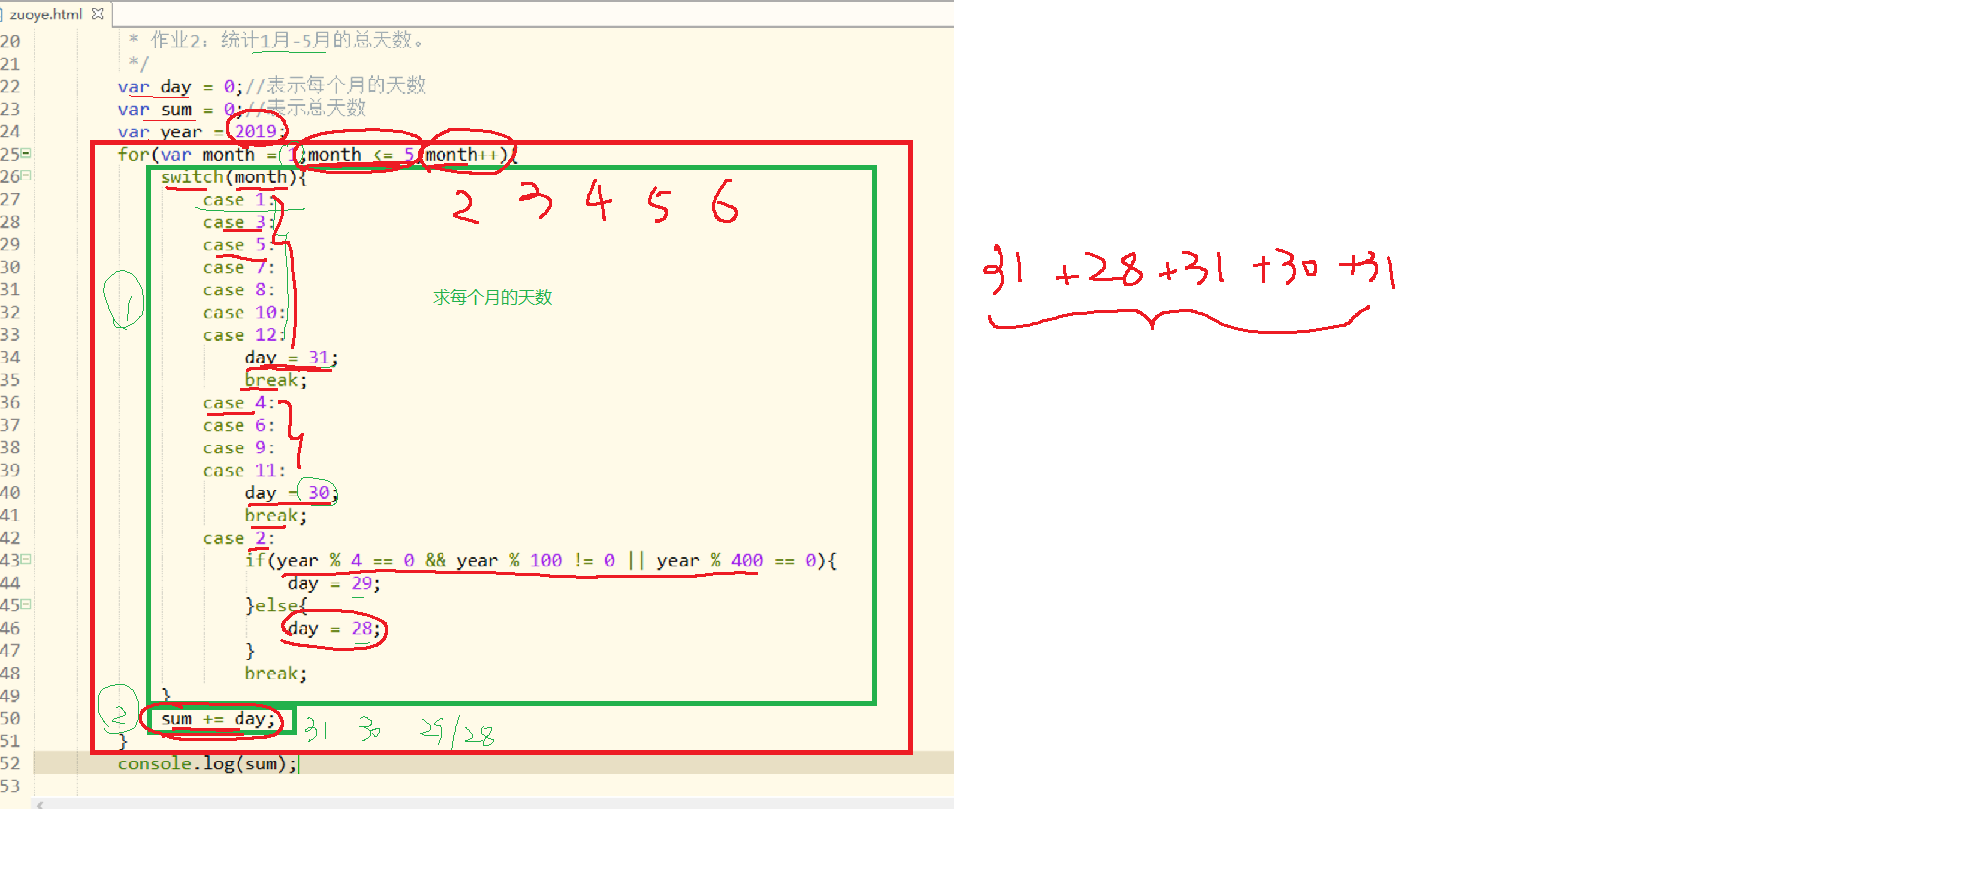 zuoye.html
20 * 作业2：统计1月-5月的总天数。
21 */
22 var day = 0;//表示每个月的天数
23 var sum = 0;//表示总天数
24 var year = 2019;
25 for(var month = 1;month <= 5;month++){
26 switch(month){
27 case 1:
2 3 4 5 6
28 case 3:
29 case 5:
31 +28 +31 +30 +31
30 case 7:
31 case 8:
求每个月的天数
1
32 case 10:
33 case 12:
34 day = 31;
35 break;
36 case 4:
37 case 6:
38 case 9:
39 case 11:
40 day = 30;
41 break;
42 case 2:
43 if(year % 4 == 0 && year % 100 != 0 || year % 400 == 0){
44 day = 29;
45 }else{
46 day = 28;
47 }
48 break;
49 }
2
50 sum += day;
31 30 29/28
51 }
52 console.log(sum);
53